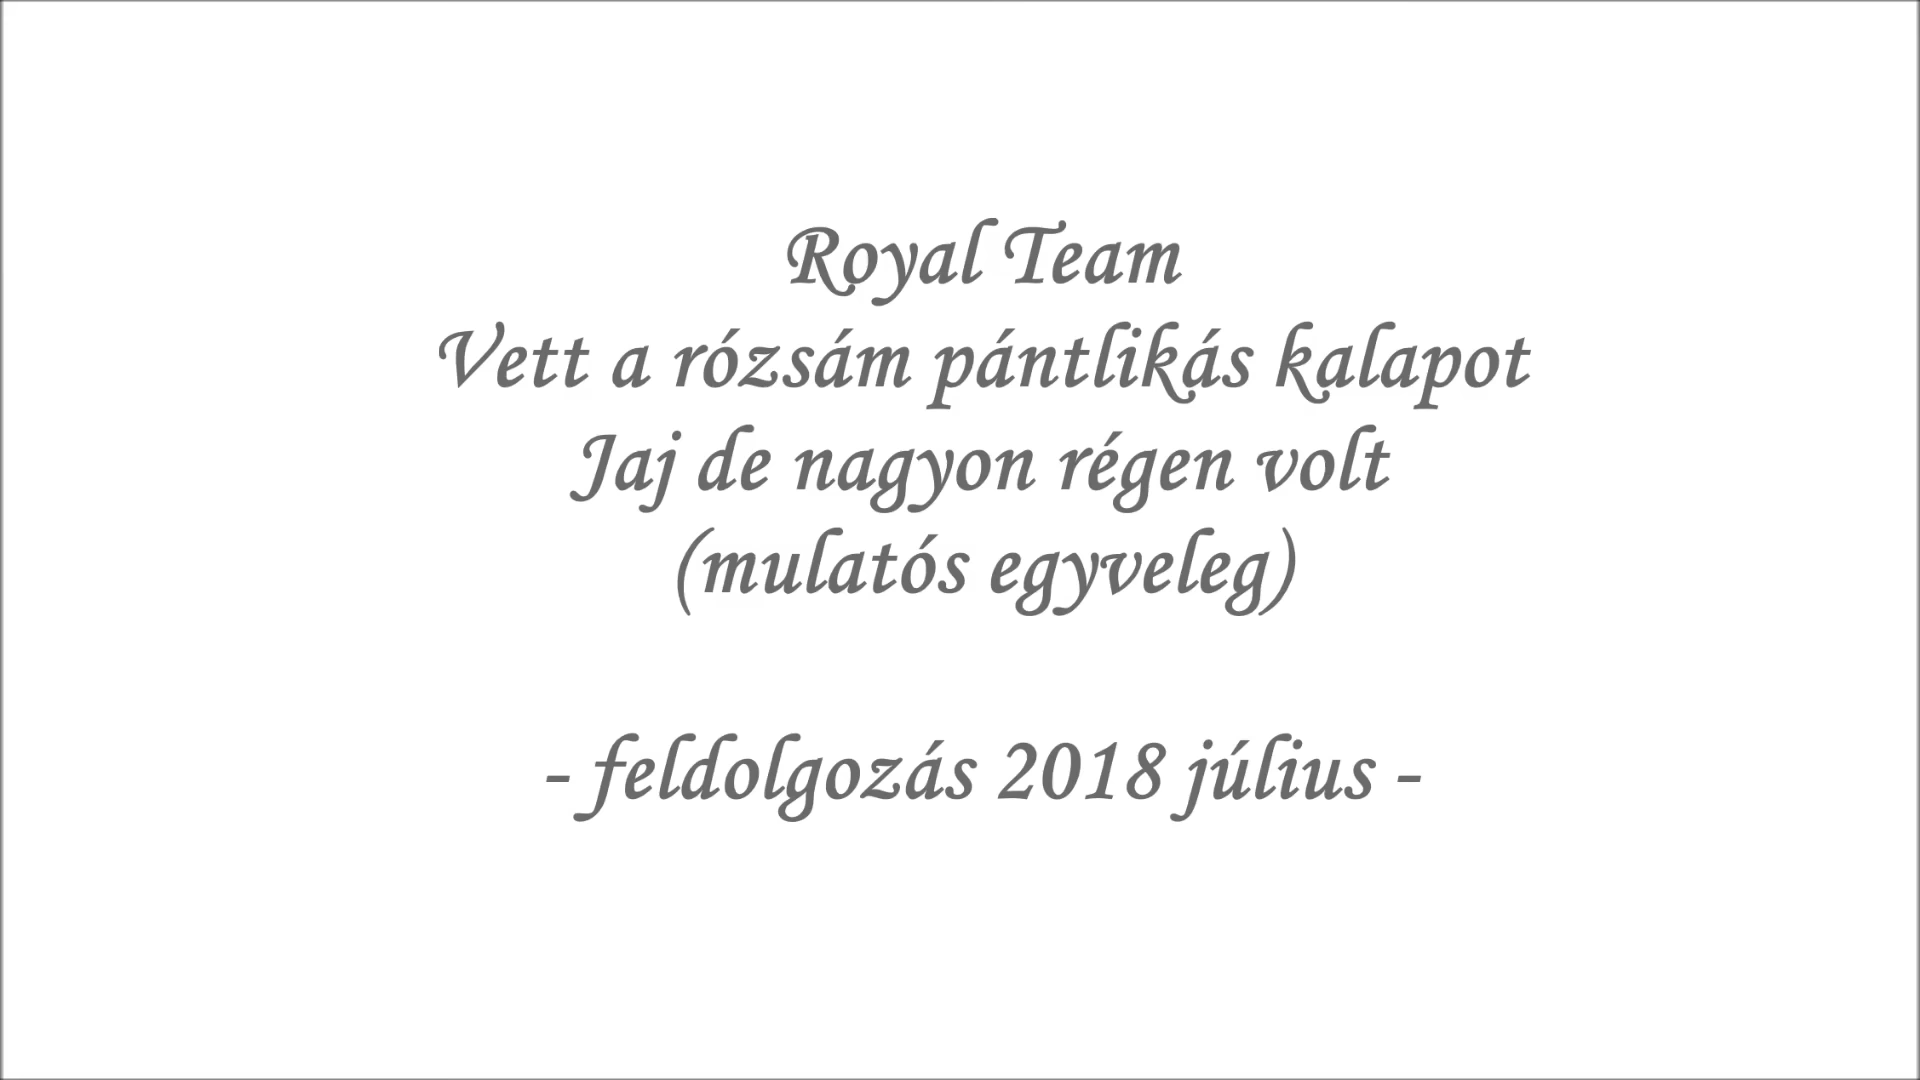 Royal Team
Vett a rózsám pántlikás kalapot
Jaj de nagyon régen volt
(mulatós egyveleg)
- feldolgozás 2018 július -